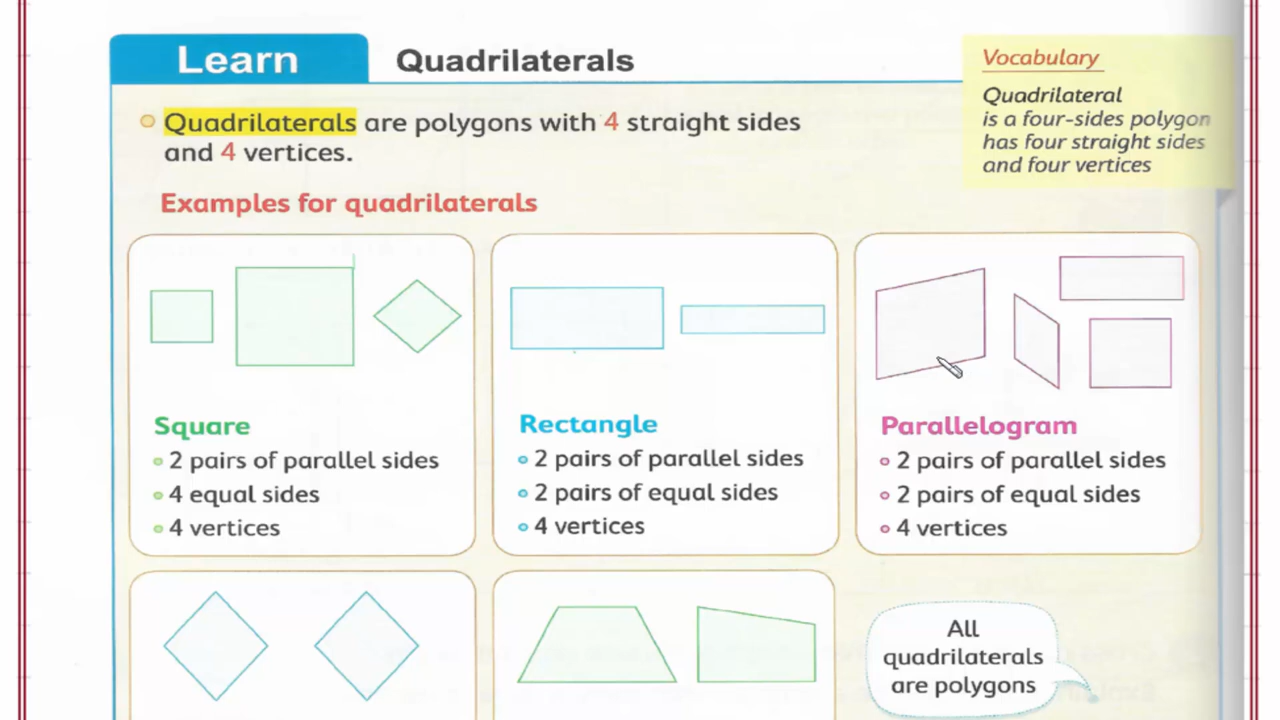 Learn
Quadrilaterals
Vocabulary
Quadrilateral
is a four-sides polygon
has four straight sides
and four vertices
Quadrilaterals are polygons with 4 straight sides
and 4 vertices.
Examples for quadrilaterals
Square
2 pairs of parallel sides
4 equal sides
4 vertices
Rectangle
2 pairs of parallel sides
2 pairs of equal sides
4 vertices
Parallelogram
2 pairs of parallel sides
2 pairs of equal sides
4 vertices
All
quadrilaterals
are polygons